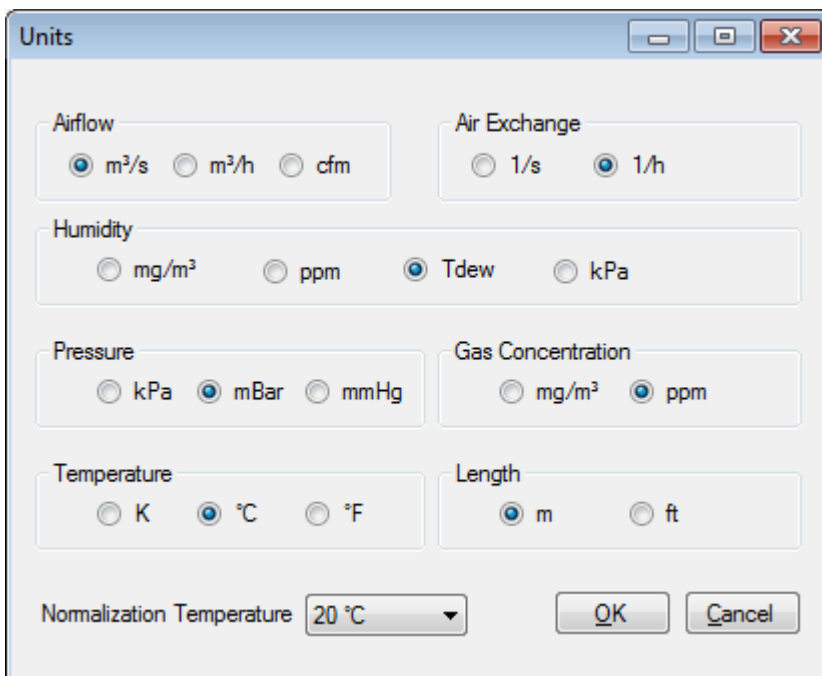 Units
Airflow
m³/s m³/h cfm
Air Exchange
1/s 1/h
Humidity
mg/m³ ppm Tdew kPa
Pressure
kPa mBar mmHg
Gas Concentration
mg/m³ ppm
Temperature
K °C °F
Length
m ft
Normalization Temperature 20 °C OK Cancel